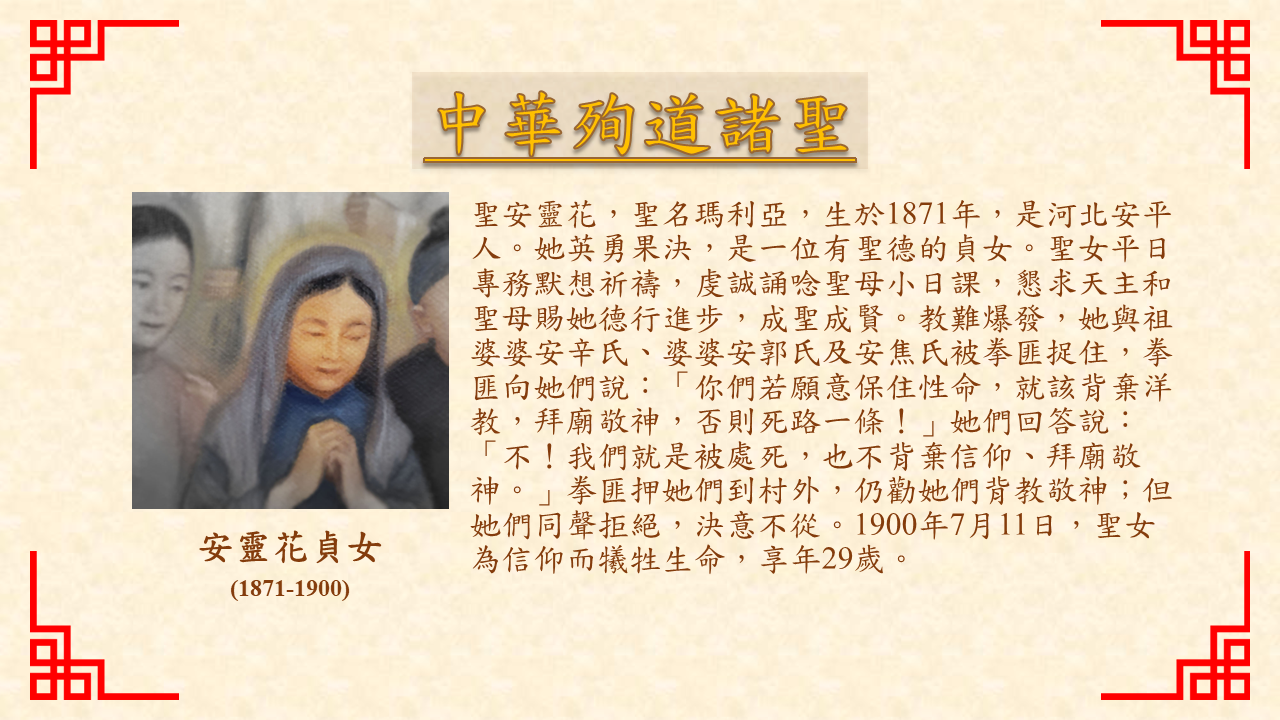 中華殉道諸聖
聖安靈花，聖名瑪利亞，生於1871年，是河北安平
人。她英勇果決，是一位有聖德的貞女。聖女平日
專務默想祈禱，虔誠誦唸聖母小日課，懇求天主和
聖母賜她德行進步，成聖成賢。教難爆發，她與祖
婆婆安辛氏、婆婆安郭氏及安焦氏被拳匪捉住，拳
匪向她們說：「你們若願意保住性命，就該背棄洋
教，拜廟敬神，否則死路一條！」她們回答說：
「不！我們就是被處死，也不背棄信仰、拜廟敬
神。」拳匪押她們到村外，仍勸她們背教敬神；但
她們同聲拒絕，決意不從。1900年7月11日，聖女
為信仰而犧牲生命，享年29歲。
安靈花貞女
(1871-1900)